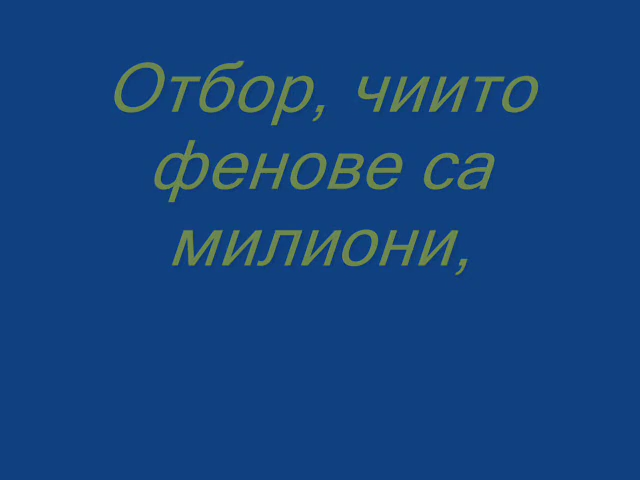 Отбор, чиито
фенове са
милиони,